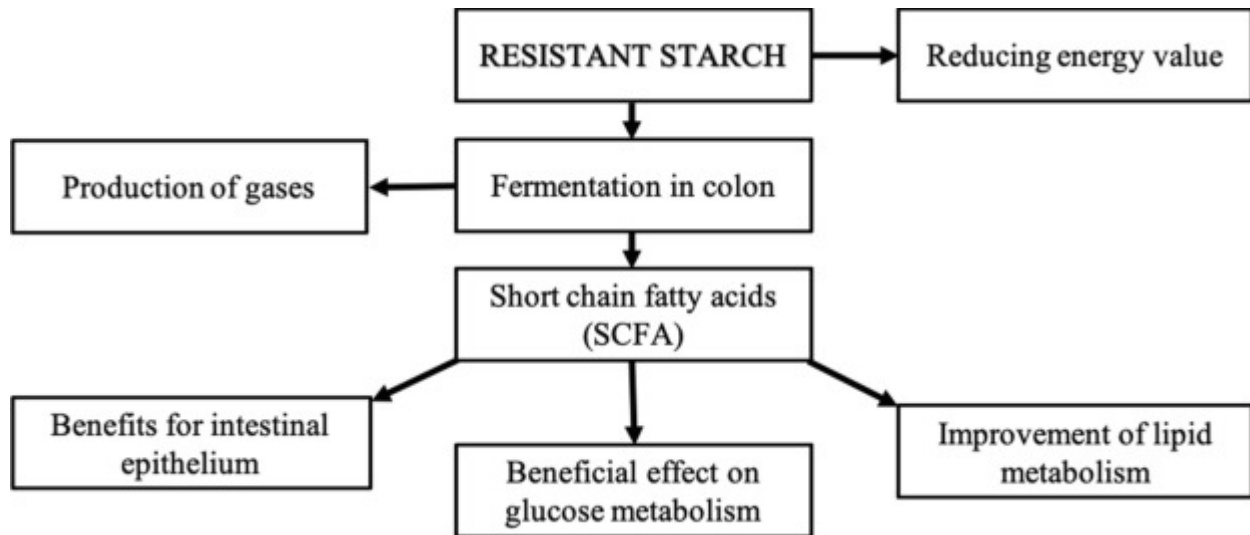 RESISTANT STARCH
Reducing energy value
Production of gases
Fermentation in colon
Short chain fatty acids
(SCFA)
Benefits for intestinal
epithelium
Beneficial effect on
glucose metabolism
Improvement of lipid
metabolism